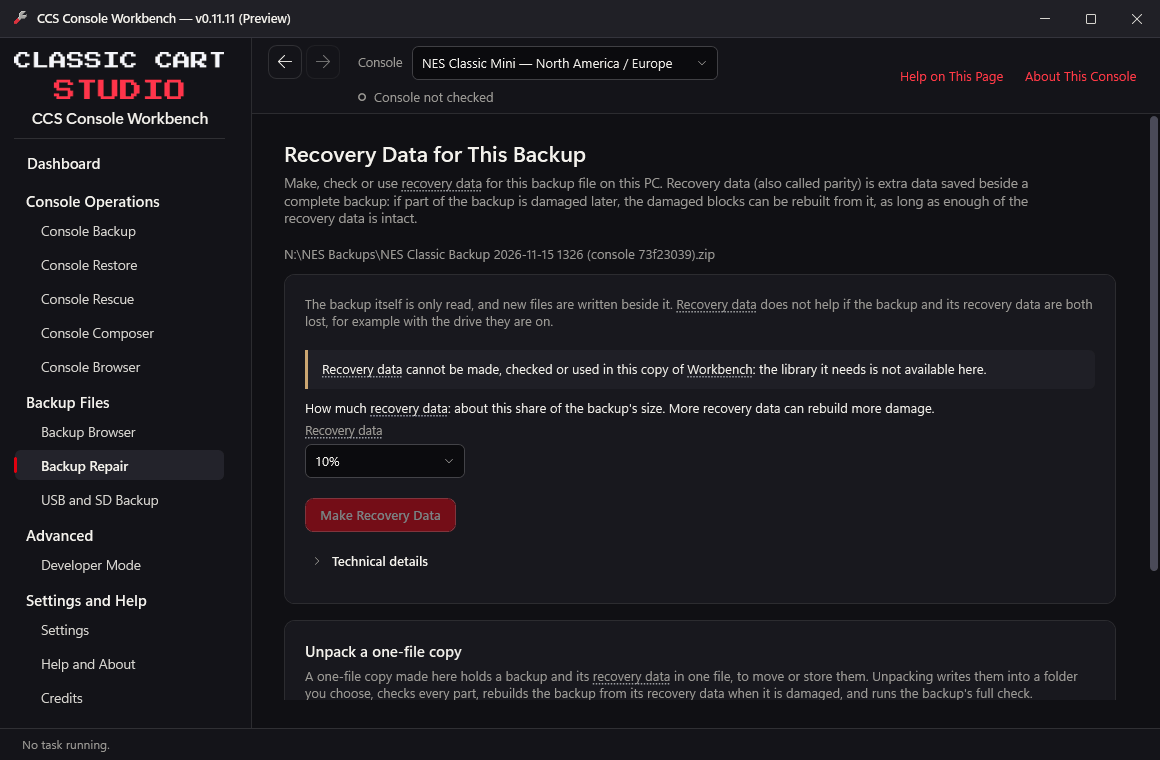 CCS Console Workbench — v0.11.11 (Preview)
CLASSIC CART
STUDIO
CCS Console Workbench
Dashboard
Console Operations
Console Backup
Console Restore
Console Rescue
Console Composer
Console Browser
Backup Files
Backup Browser
Backup Repair
USB and SD Backup
Advanced
Developer Mode
Settings and Help
Settings
Help and About
Credits
Console
NES Classic Mini — North America / Europe
Console not checked
Help on This Page
About This Console
Recovery Data for This Backup
Make, check or use recovery data for this backup file on this PC. Recovery data (also called parity) is extra data saved beside a
complete backup: if part of the backup is damaged later, the damaged blocks can be rebuilt from it, as long as enough of the
recovery data is intact.
N:\NES Backups\NES Classic Backup 2026-11-15 1326 (console 73f23039).zip
The backup itself is only read, and new files are written beside it. Recovery data does not help if the backup and its recovery data are both
lost, for example with the drive they are on.
Recovery data cannot be made, checked or used in this copy of Workbench: the library it needs is not available here.
How much recovery data: about this share of the backup's size. More recovery data can rebuild more damage.
Recovery data
10%
Make Recovery Data
Technical details
Unpack a one-file copy
A one-file copy made here holds a backup and its recovery data in one file, to move or store them. Unpacking writes them into a folder
you choose, checks every part, rebuilds the backup from its recovery data when it is damaged, and runs the backup's full check.
No task running.